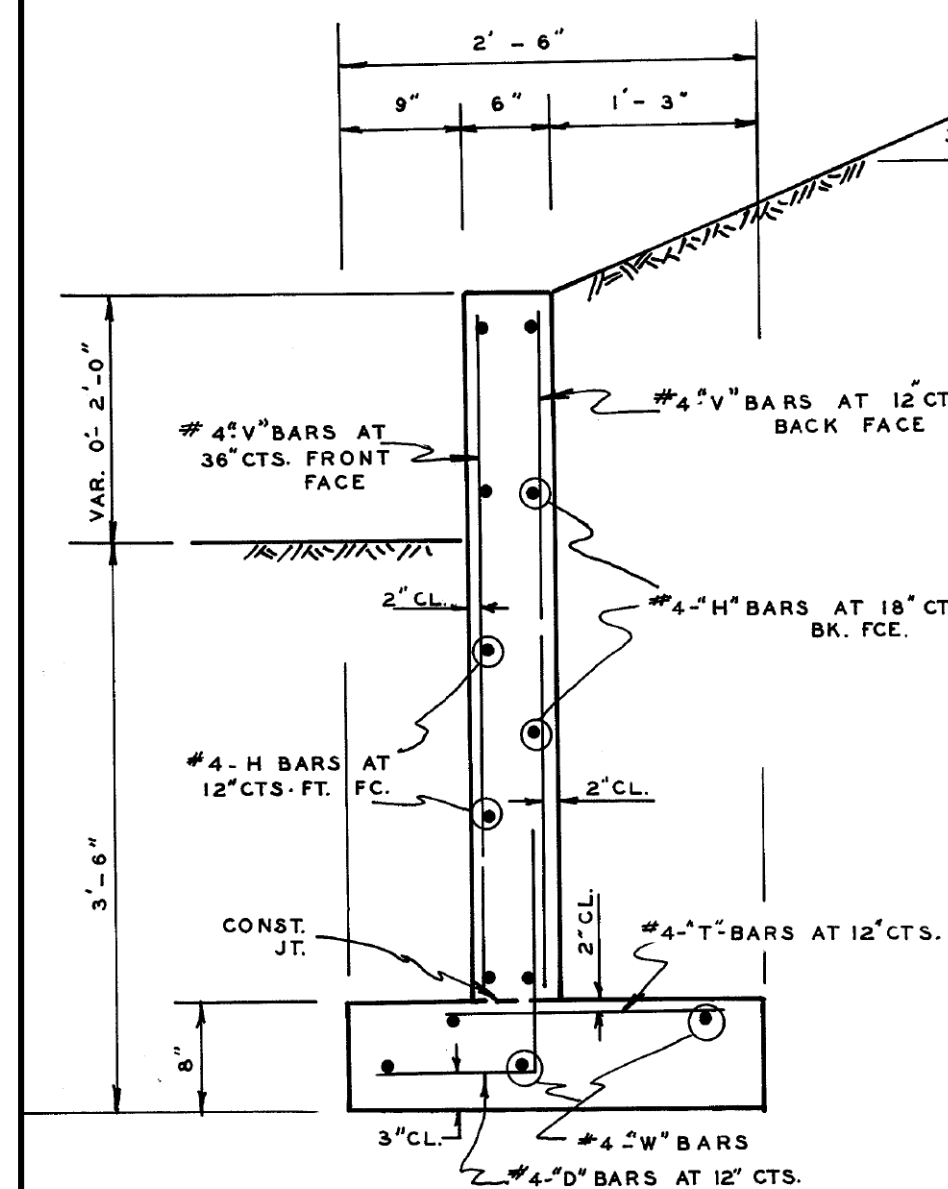 2' - 6"
9"
6"
1' - 3"
VAR. 0' - 2'-0"
# 4 "V" BARS AT
36" CTS. FRONT
FACE
#4 "V" BARS AT 12" CT
BACK FACE
2" CL.
#4-"H" BARS AT 18" CT
BK. FCE.
#4-H BARS AT
12" CTS. FT. FC.
2" CL.
3'-6"
CONST.
JT.
2" CL.
#4-"T"-BARS AT 12" CTS.
8"
3" CL.
#4-"W" BARS
#4-"D" BARS AT 12" CTS.